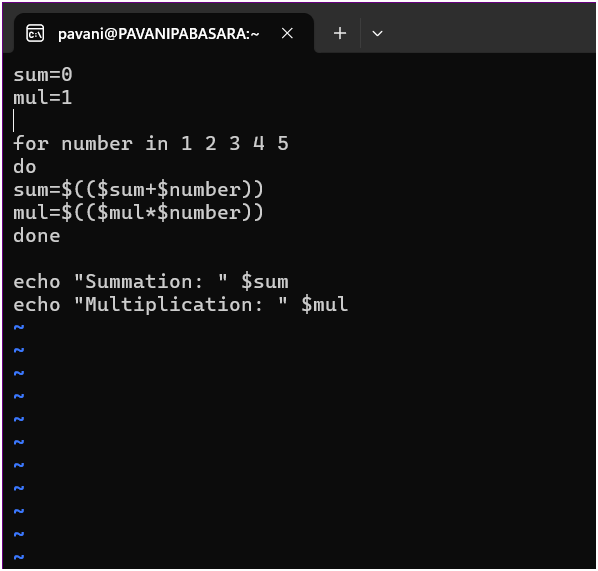 pavani@PAVANIPABASARA:~
sum=0
mul=1
for number in 1 2 3 4 5
do
sum=$(($sum+$number))
mul=$(($mul*$number))
done
echo "Summation: " $sum
echo "Multiplication: " $mul
~
~
~
~
~
~
~
~
~
~
~